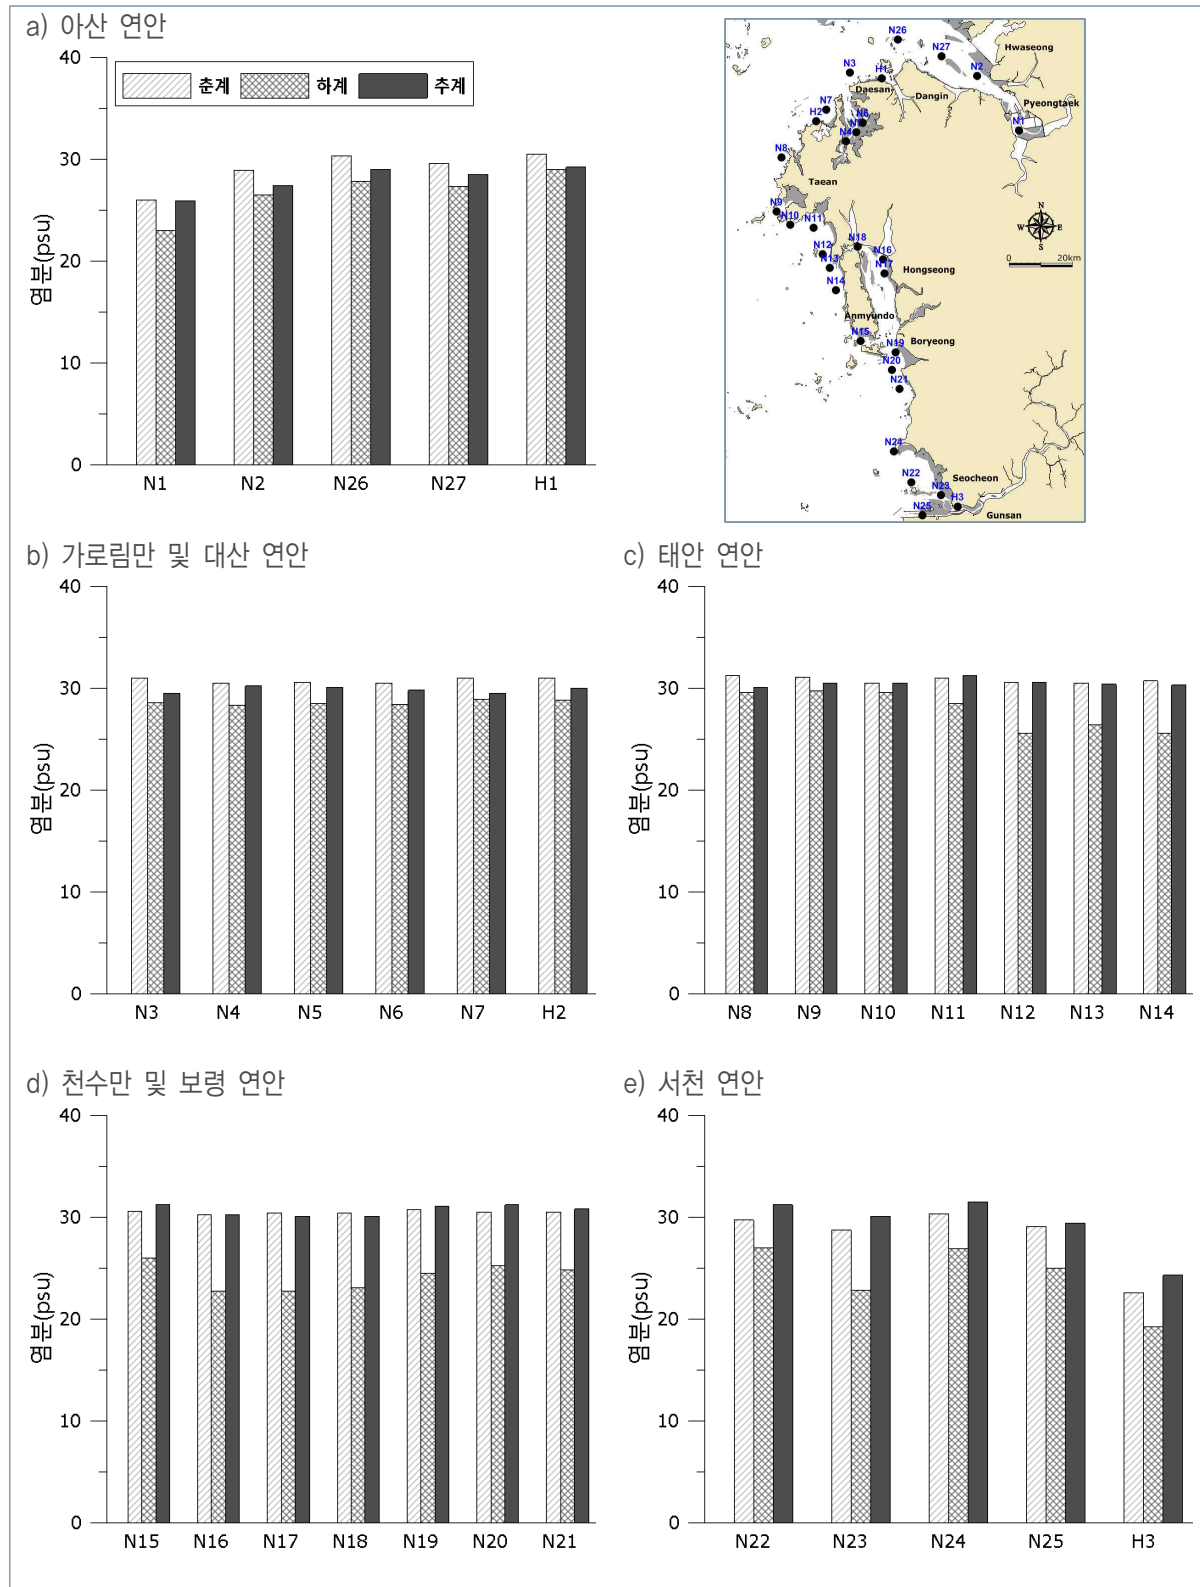 a) 아산 연안
40
30
20
10
0
염분(psu)
춘계 하계 추계
N1 N2 N26 N27 H1
N26
N27
Hwaseong
N3
H1
N2
Daesan
Dangin
Pyeongtaek
N7
H2
N6
N5
N4
N1
N8
Taean
N9
N10
N11
N
W E
S
N18
N12
N16
N13
N17
Hongseong
0 20km
N14
Anmyundo
N15
N19
Boryeong
N20
N21
N24
N22
Seocheon
N23
H3
N25
Gunsan
b) 가로림만 및 대산 연안
40
30
20
10
0
염분(psu)
N3 N4 N5 N6 N7 H2
c) 태안 연안
40
30
20
10
0
염분(psu)
N8 N9 N10 N11 N12 N13 N14
d) 천수만 및 보령 연안
40
30
20
10
0
염분(psu)
N15 N16 N17 N18 N19 N20 N21
e) 서천 연안
40
30
20
10
0
염분(psu)
N22 N23 N24 N25 H3